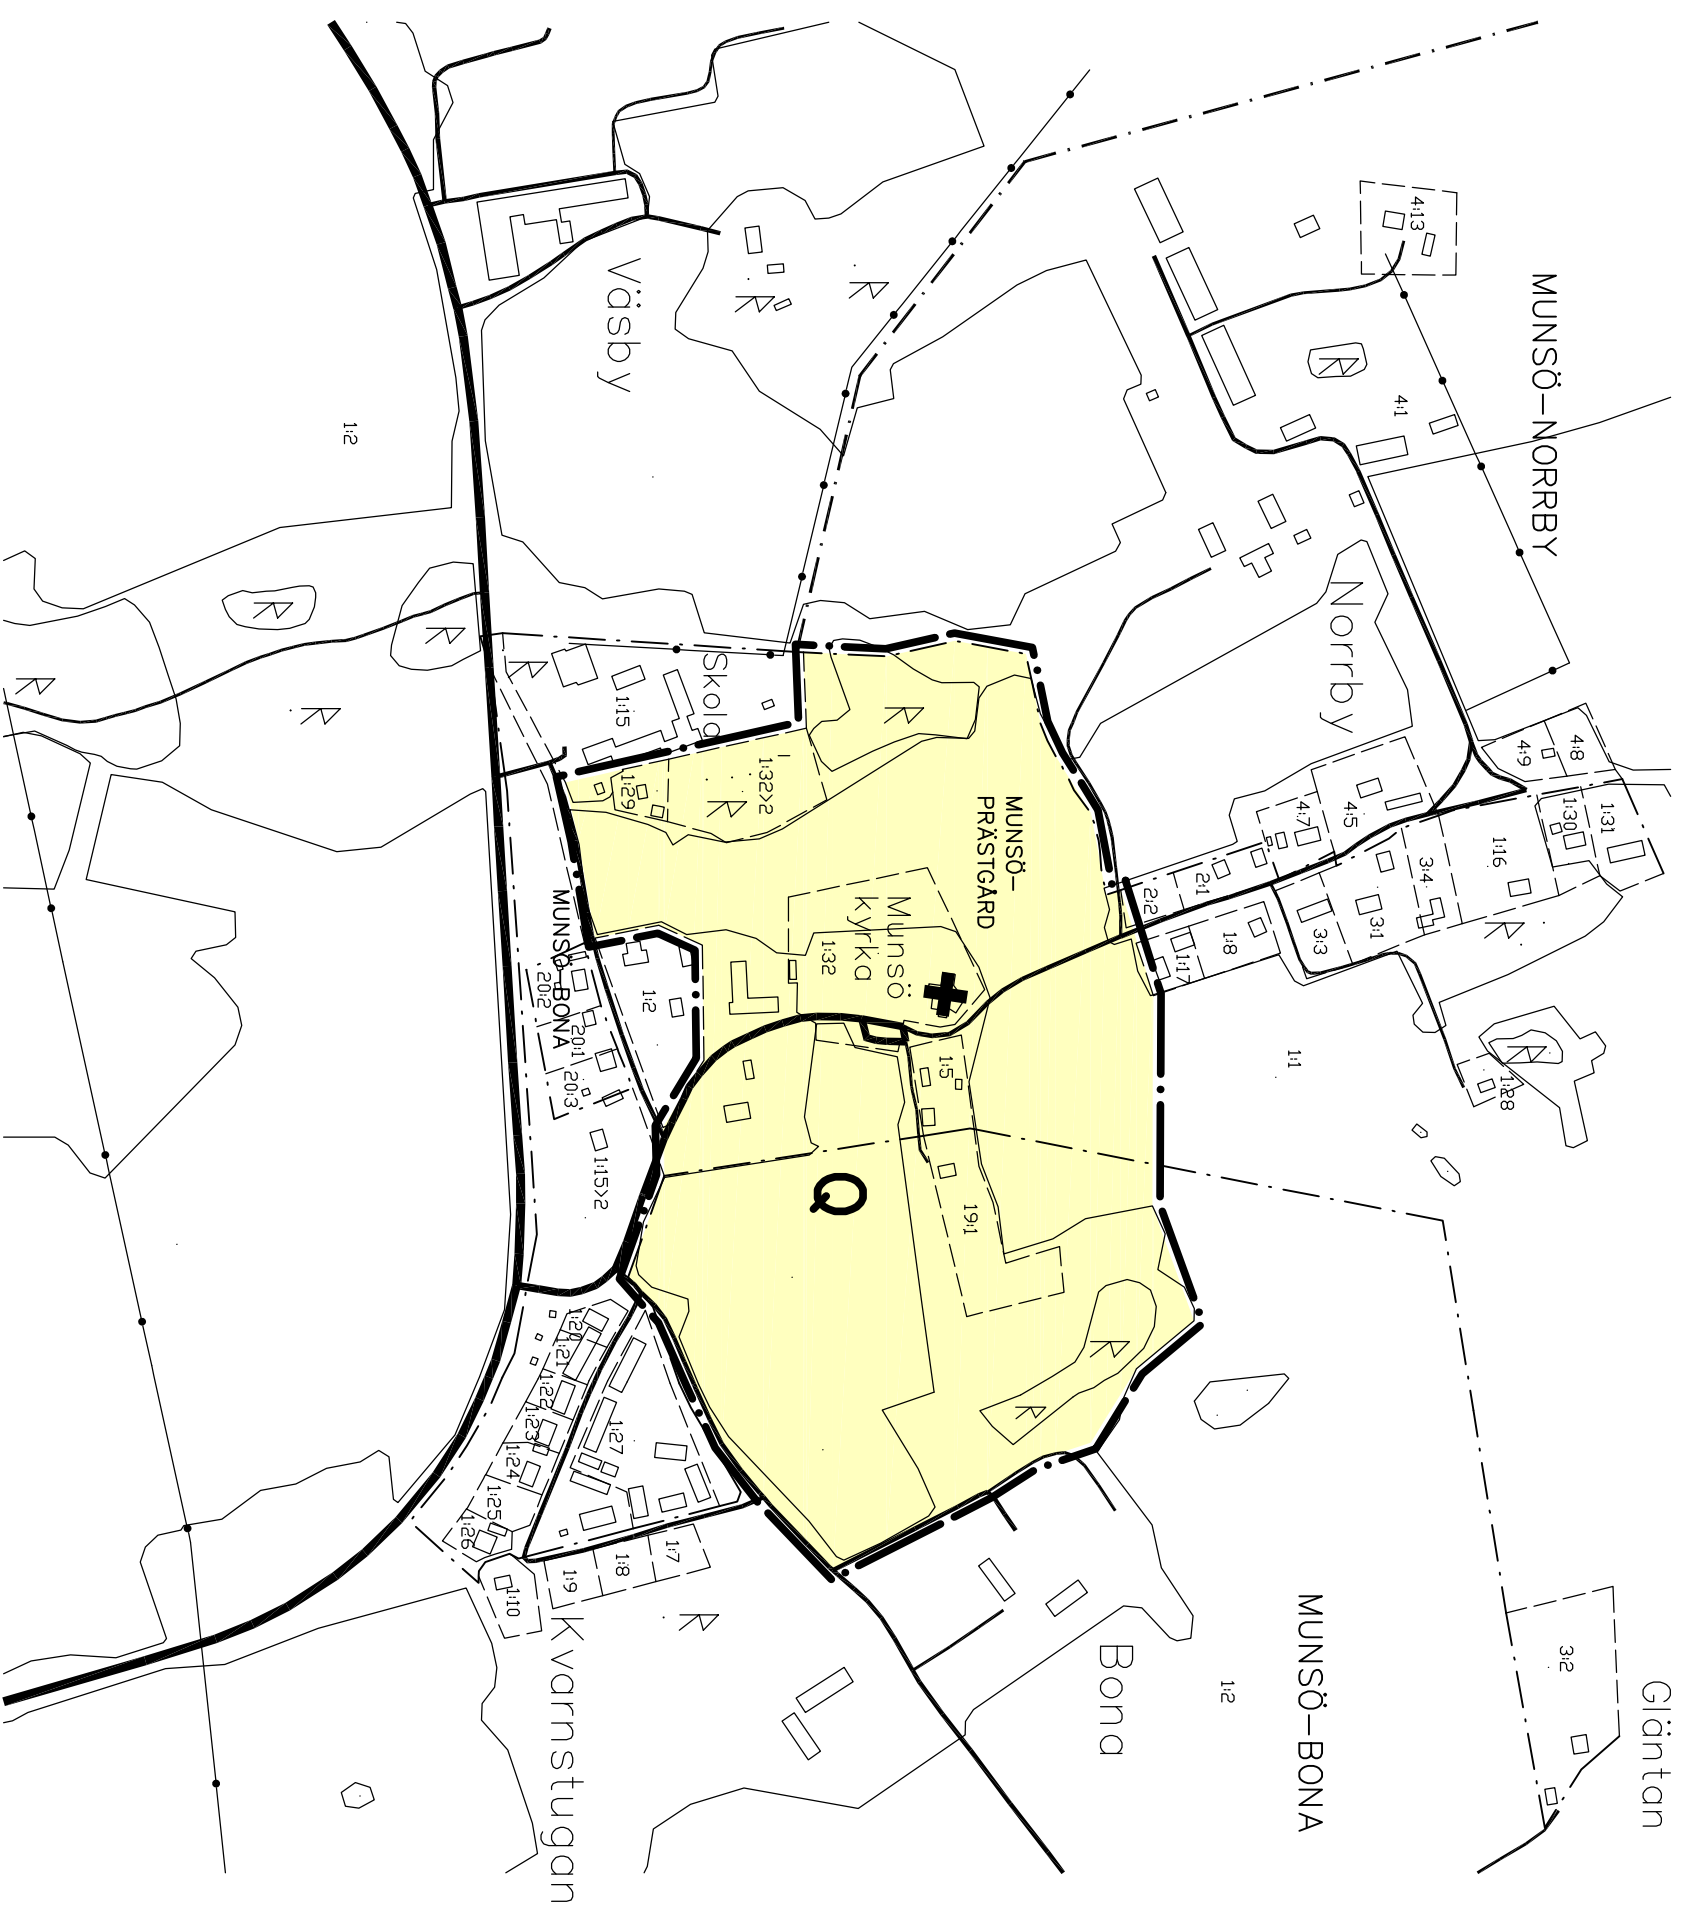 Gläntan
3:2
MUNSÖ–NORRBY
MUNSÖ–BONA
4:13
4:1
Norrby
4:8
4:9
1:31
1:30
1:16
4:5
4:7
3:4
3:1
3:3
2:1
2:2
1:8
1:17
1:1
1:28
R
R
R
Bona
1:2
MUNSÖ–
PRÄSTGÅRD
Munsö
kyrka
1:32
1:5
19:1
Q
R
R
R
R
1:32>2
1:29
R
R
Väsby
Skola
1:15
1:2
MUNSÖ–BONA
20:2
20:1
20:3
1:15>2
1:20
1:21
1:22
1:23
1:24
1:25
1:26
1:27
1:7
1:8
1:9
1:10
R
Kvarnstugan
1:2
R
R
R
R
R